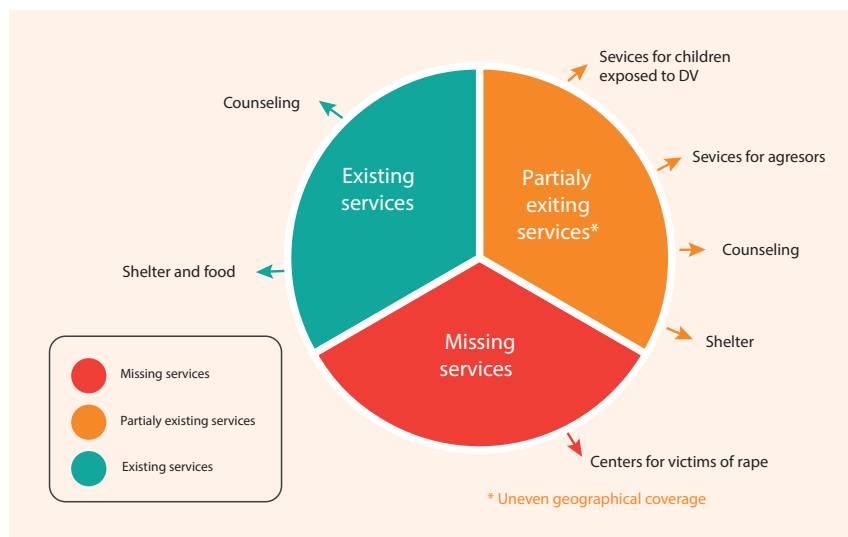 Sevices for children
exposed to DV
Counseling
Sevices for agresors
Existing
services
Partialy
exiting
services*
Counseling
Shelter and food
Shelter
Missing
services
Missing services
Partialy existing services
Existing services
Centers for victims of rape
* Uneven geographical coverage